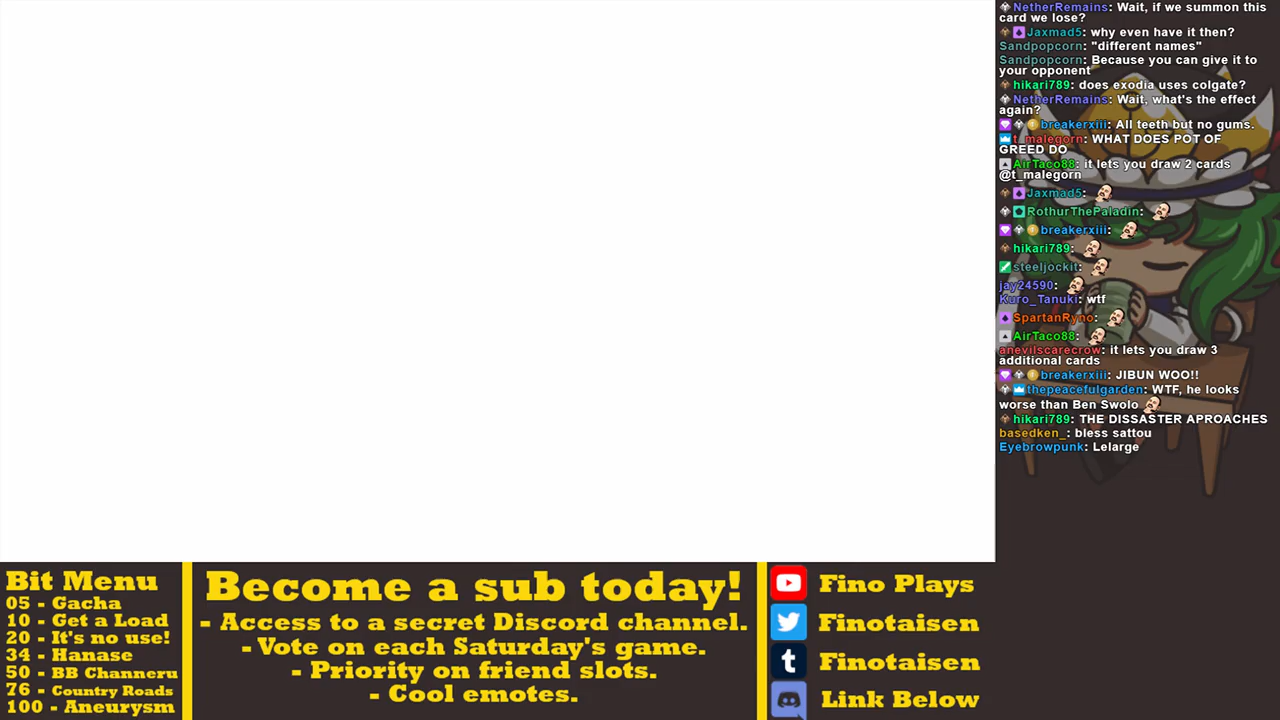 NetherRemains: Wait, if we summon this
card we lose?
Jaxmad5: why even have it then?
Sandpopcorn: "different names"
Sandpopcorn: Because you can give it to
your opponent
hikari789: does exodia uses colgate?
NetherRemains: Wait, what's the effect
again?
breakerxiii: All teeth but no gums.
t_malegorn: WHAT DOES POT OF
GREED DO
AirTaco88: it lets you draw 2 cards
@t_malegorn
Jaxmad5:
RothurThePaladin:
breakerxiii:
hikari789:
steeljockit:
jay24590:
Kuro_Tanuki: wtf
SpartanRyno:
AirTaco88:
anevilscarecrow: it lets you draw 3
additional cards
breakerxiii: JIBUN WOO!!
thepeacefulgarden: WTF, he looks
worse than Ben Swolo
hikari789: THE DISSASTER APROACHES
basedken_: bless sattou
Eyebrowpunk: Lelarge
Bit Menu
05 - Gacha
10 - Get a Load
20 - It's no use!
34 - Hanase
50 - BB Channeru
76 - Country Roads
100 - Aneurysm
Become a sub today!
- Access to a secret Discord channel.
- Vote on each Saturday's game.
- Priority on friend slots.
- Cool emotes.
Fino Plays
Finotaisen
Finotaisen
Link Below